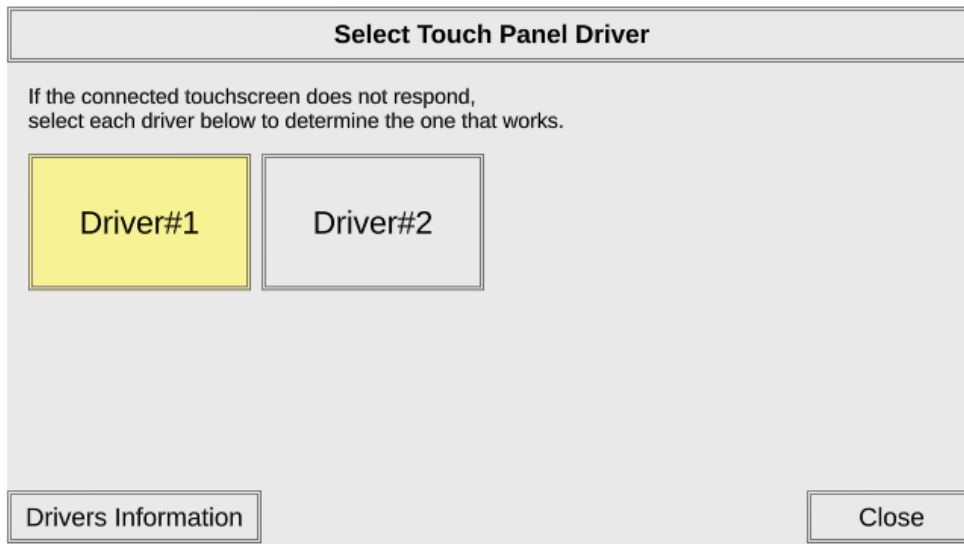 Select Touch Panel Driver
If the connected touchscreen does not respond,
select each driver below to determine the one that works.
Driver#1
Driver#2
Drivers Information
Close